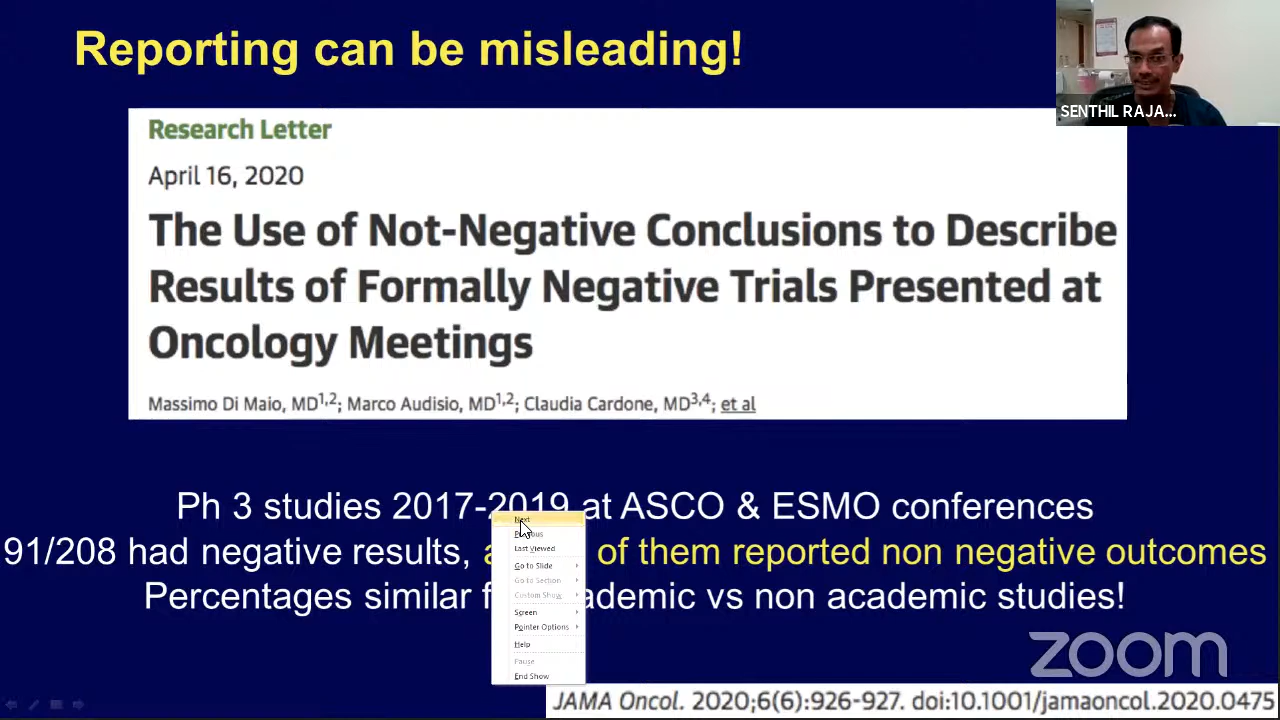 Reporting can be misleading!
SENTHIL RAJA...
Research Letter
April 16, 2020
The Use of Not-Negative Conclusions to Describe
Results of Formally Negative Trials Presented at
Oncology Meetings
Massimo Di Maio, MD1,2; Marco Audisio, MD1,2; Claudia Cardone, MD3,4; et al
Ph 3 studies 2017-2019 at ASCO & ESMO conferences
91/208 had negative results, of them reported non negative outcomes
Percentages similar vs non academic studies!
Next
Last Viewed
Go to Slide
Go to Section
Custom Show
Screen
Pointer Options
Help
Pause
End Show
zoom
JAMA Oncol. 2020;6(6):926-927. doi:10.1001/jamaoncol.2020.0475